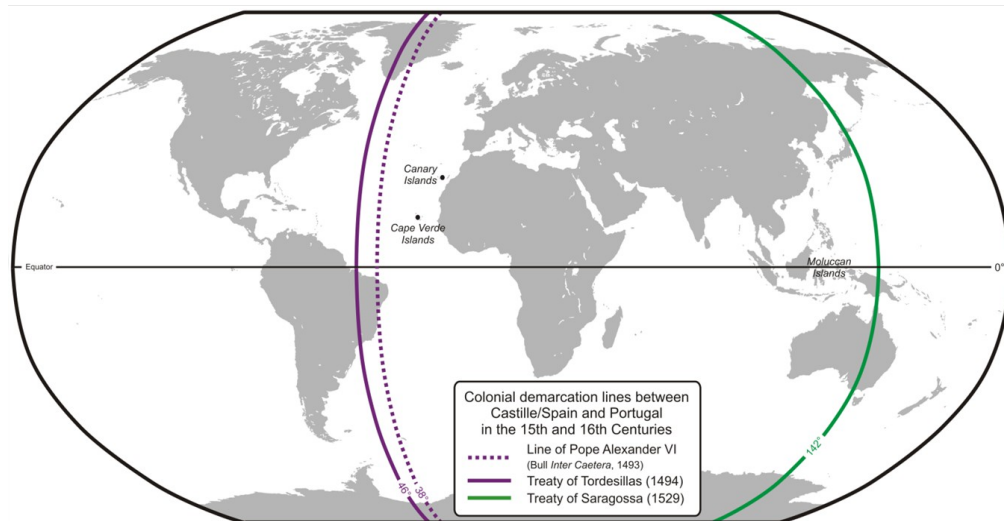 Canary
Islands
Cape Verde
Islands
Equator
Moluccan
Islands
0°
Colonial demarcation lines between
Castille/Spain and Portugal
in the 15th and 16th Centuries
Line of Pope Alexander VI
(Bull Inter Caetera, 1493)
Treaty of Tordesillas (1494)
Treaty of Saragossa (1529)
46°
38°
142°